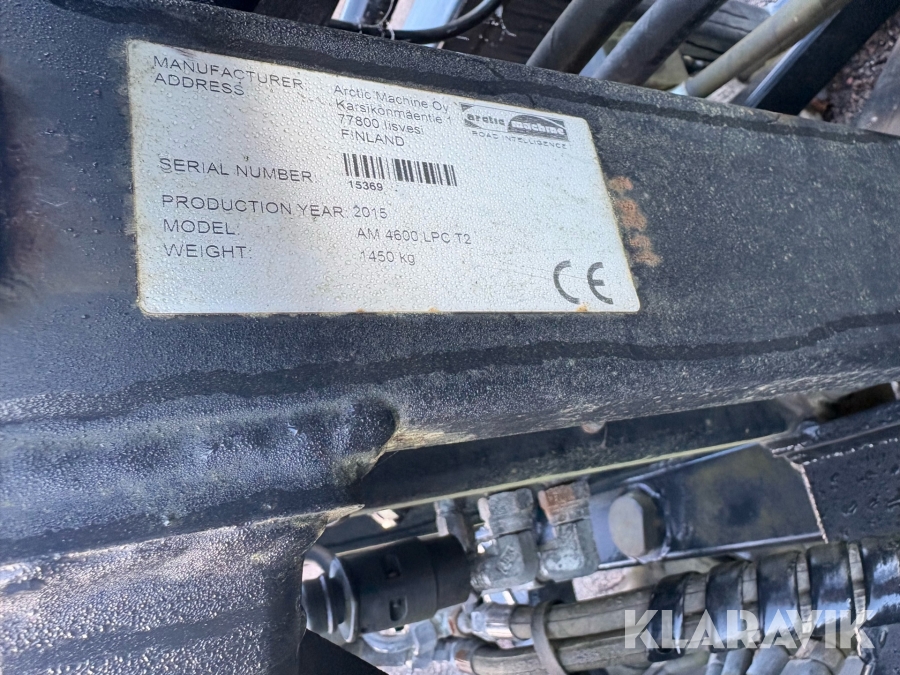 MANUFACTURER: Arctic Machine Oy
ADDRESS Karsikonmäentie 1
77800 Iisvesi
FINLAND
arctic machine
ROAD INTELLIGENCE
SERIAL NUMBER:
15369
PRODUCTION YEAR: 2015
MODEL: AM 4600 LPC T2
WEIGHT: 1450 kg
CE
KLARAVIK